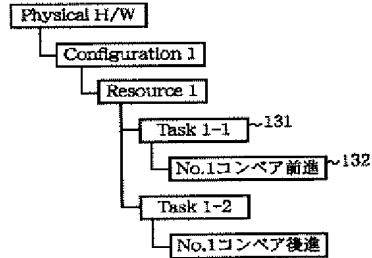 Physical H/W
Configuration 1
Resource 1
Task 1-1 ~131
No.1コンベア前進 ~132
Task 1-2
No.1コンベア後進